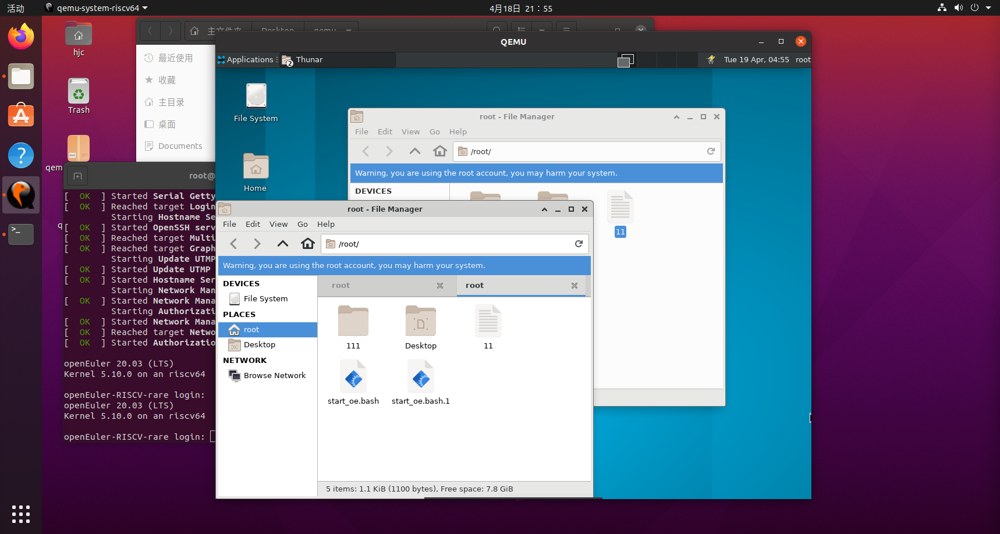 活动
qemu-system-riscv64
4月18日 21：55
hjc
Trash
qem
q
主文件夹
Desktop
qemu
最近使用
收藏
主目录
桌面
Documents
root@
[ OK ] Started Serial Getty
[ OK ] Reached target Login
Starting Hostname Se
[ OK ] Started OpenSSH serv
[ OK ] Reached target Multi
[ OK ] Reached target Graph
Starting Update UTMP
[ OK ] Started Update UTMP
[ OK ] Started Hostname Ser
Starting Network Man
[ OK ] Started Network Mana
Starting Authorizati
[ OK ] Started Network Mana
[ OK ] Reached target Netwo
[ OK ] Started Authorizatio
openEuler 20.03 (LTS)
Kernel 5.10.0 on an riscv64
openEuler-RISCV-rare login:
openEuler 20.03 (LTS)
Kernel 5.10.0 on an riscv64
openEuler-RISCV-rare login:
QEMU
Applications
2
Thunar
Tue 19 Apr, 04:55
root
File System
Home
root - File Manager
File Edit View Go Help
/root/
Warning, you are using the root account, you may harm your system.
DEVICES
11
root - File Manager
File Edit View Go Help
/root/
Warning, you are using the root account, you may harm your system.
DEVICES
File System
PLACES
root
Desktop
NETWORK
Browse Network
root
root
111
Desktop
11
start_oe.bash
start_oe.bash.1
5 items: 1.1 KiB (1100 bytes), Free space: 7.8 GiB